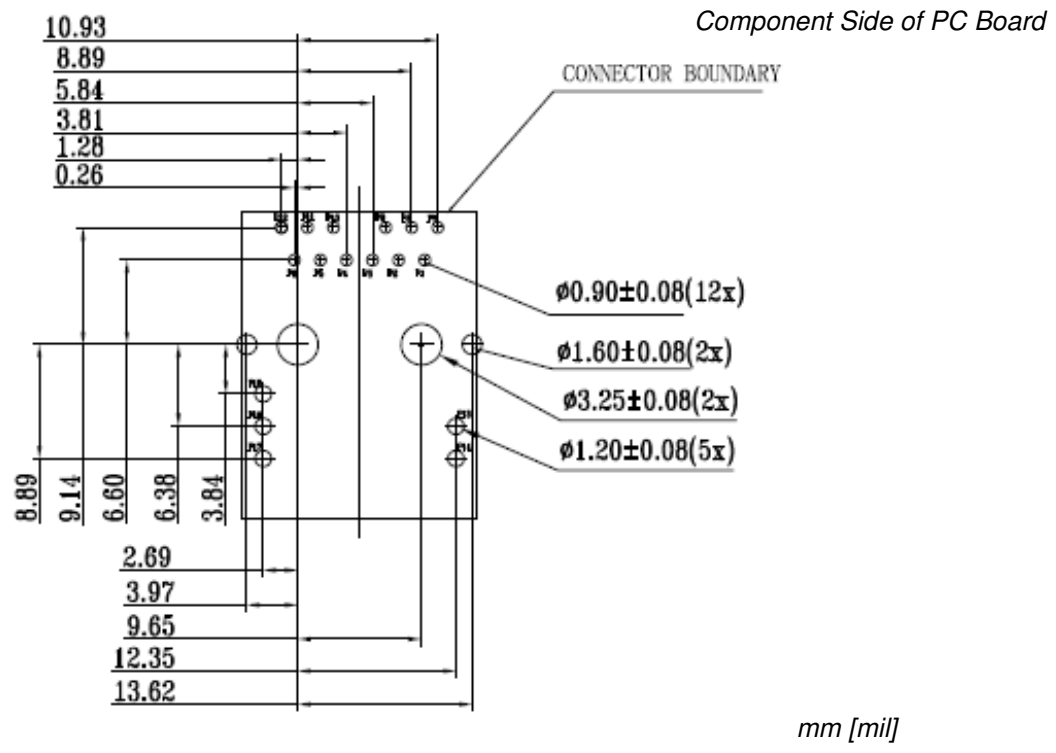 Component Side of PC Board
10.93
8.89
5.84
3.81
1.28
0.26
CONNECTOR BOUNDARY
ø0.90±0.08(12x)
ø1.60±0.08(2x)
ø3.25±0.08(2x)
ø1.20±0.08(5x)
8.89
9.14
6.60
6.38
3.84
2.69
3.97
9.65
12.35
13.62
mm [mil]